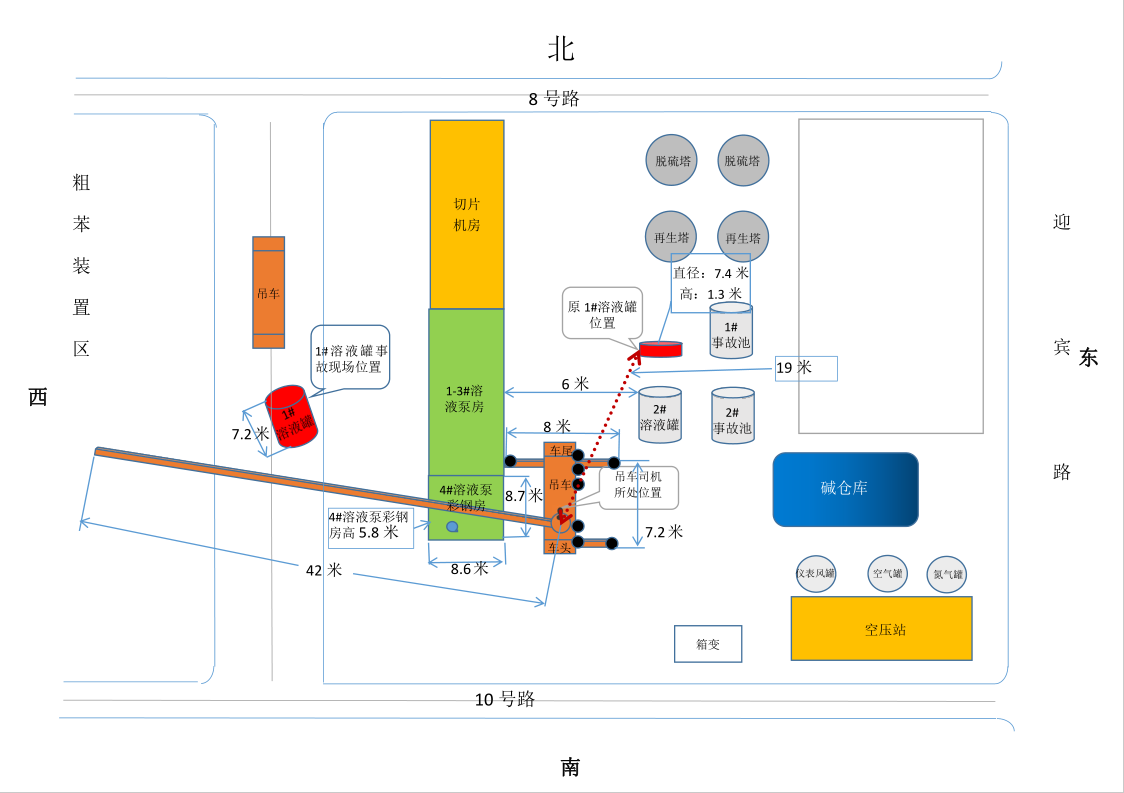 北
8 号路
粗
苯
装
置
区
西
吊车
1#溶液罐事
故现场位置
1#
溶液罐
7.2 米
切片
机房
1-3#溶
液泵房
4#溶液泵
彩钢房
4#溶液泵彩钢
房高 5.8 米
8.7 米
8.6 米
42 米
6 米
8 米
车尾
吊车
车头
吊车司机
所处位置
7.2 米
脱硫塔
脱硫塔
再生塔
再生塔
直径：7.4 米
高：1.3 米
原 1#溶液罐
位置
1#
事故池
19 米
2#
溶液罐
2#
事故池
碱仓库
仪表风罐
空气罐
氮气罐
空压站
箱变
迎
宾
路
东
10 号路
南